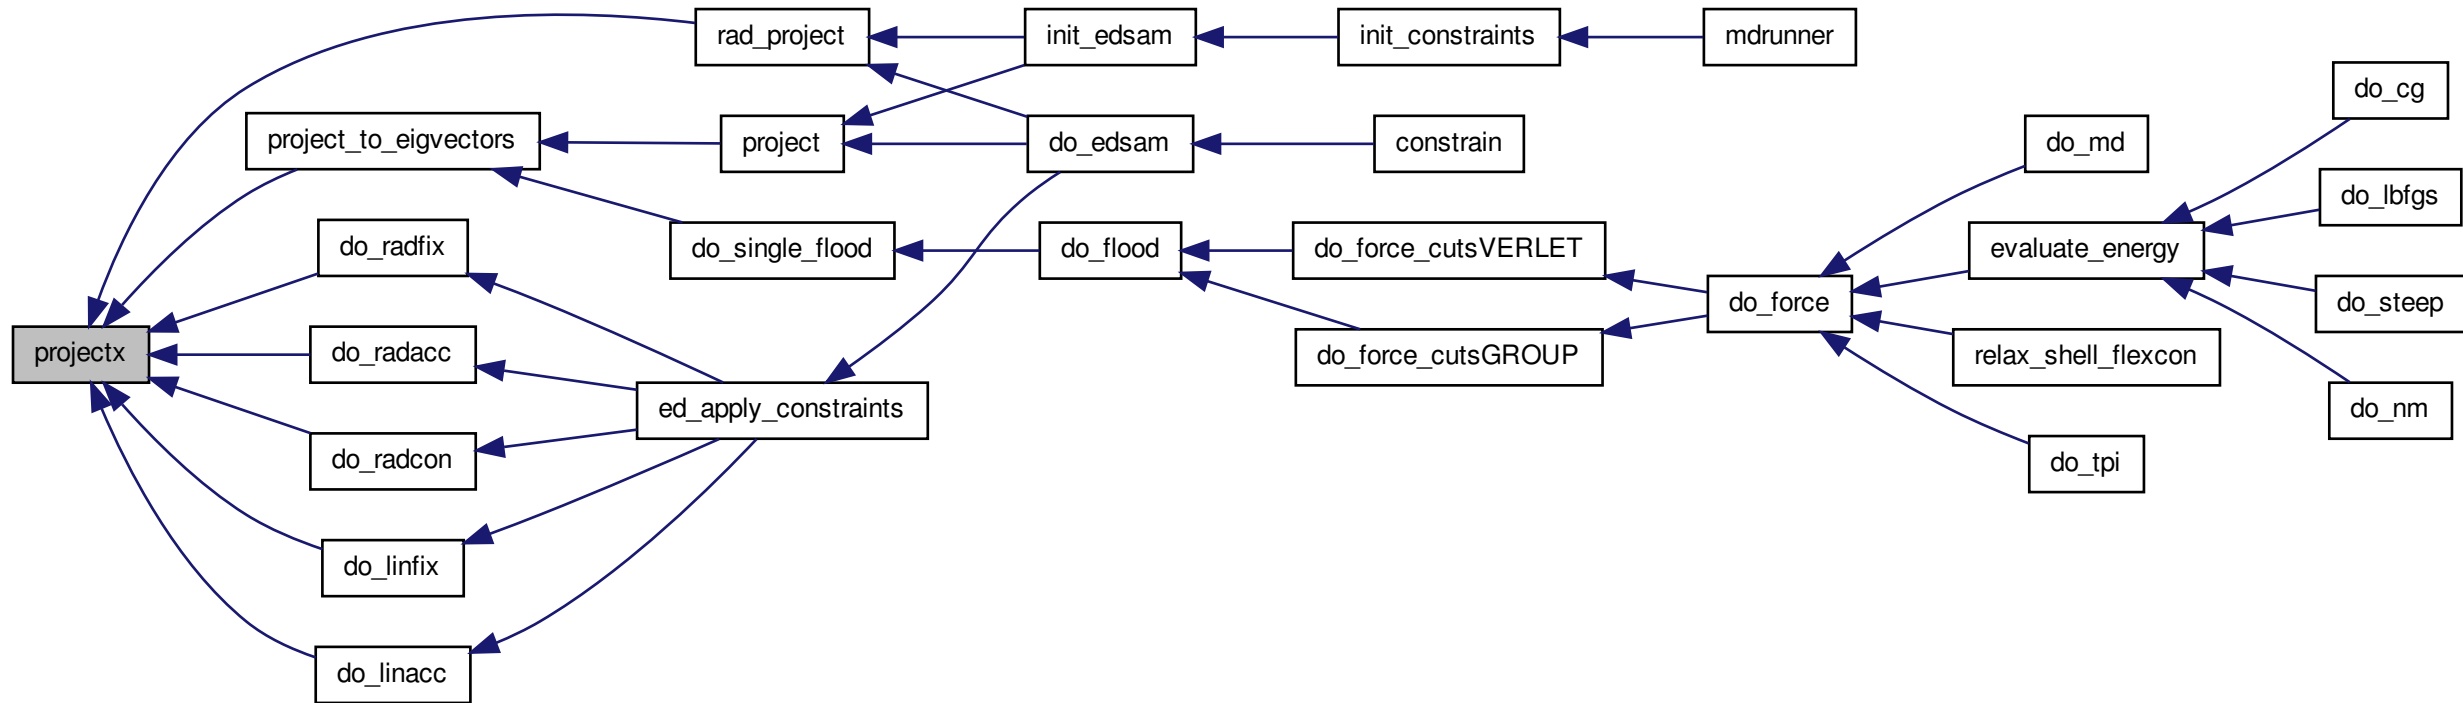 rad_project
init_edsam
init_constraints
mdrunner
do_cg
project_to_eigvectors
project
do_edsam
constrain
do_md
do_lbfgs
do_radfix
do_single_flood
do_flood
do_force_cutsVERLET
evaluate_energy
do_force
do_steep
projectx
do_radacc
do_force_cutsGROUP
relax_shell_flexcon
ed_apply_constraints
do_nm
do_radcon
do_tpi
do_linfix
do_linacc